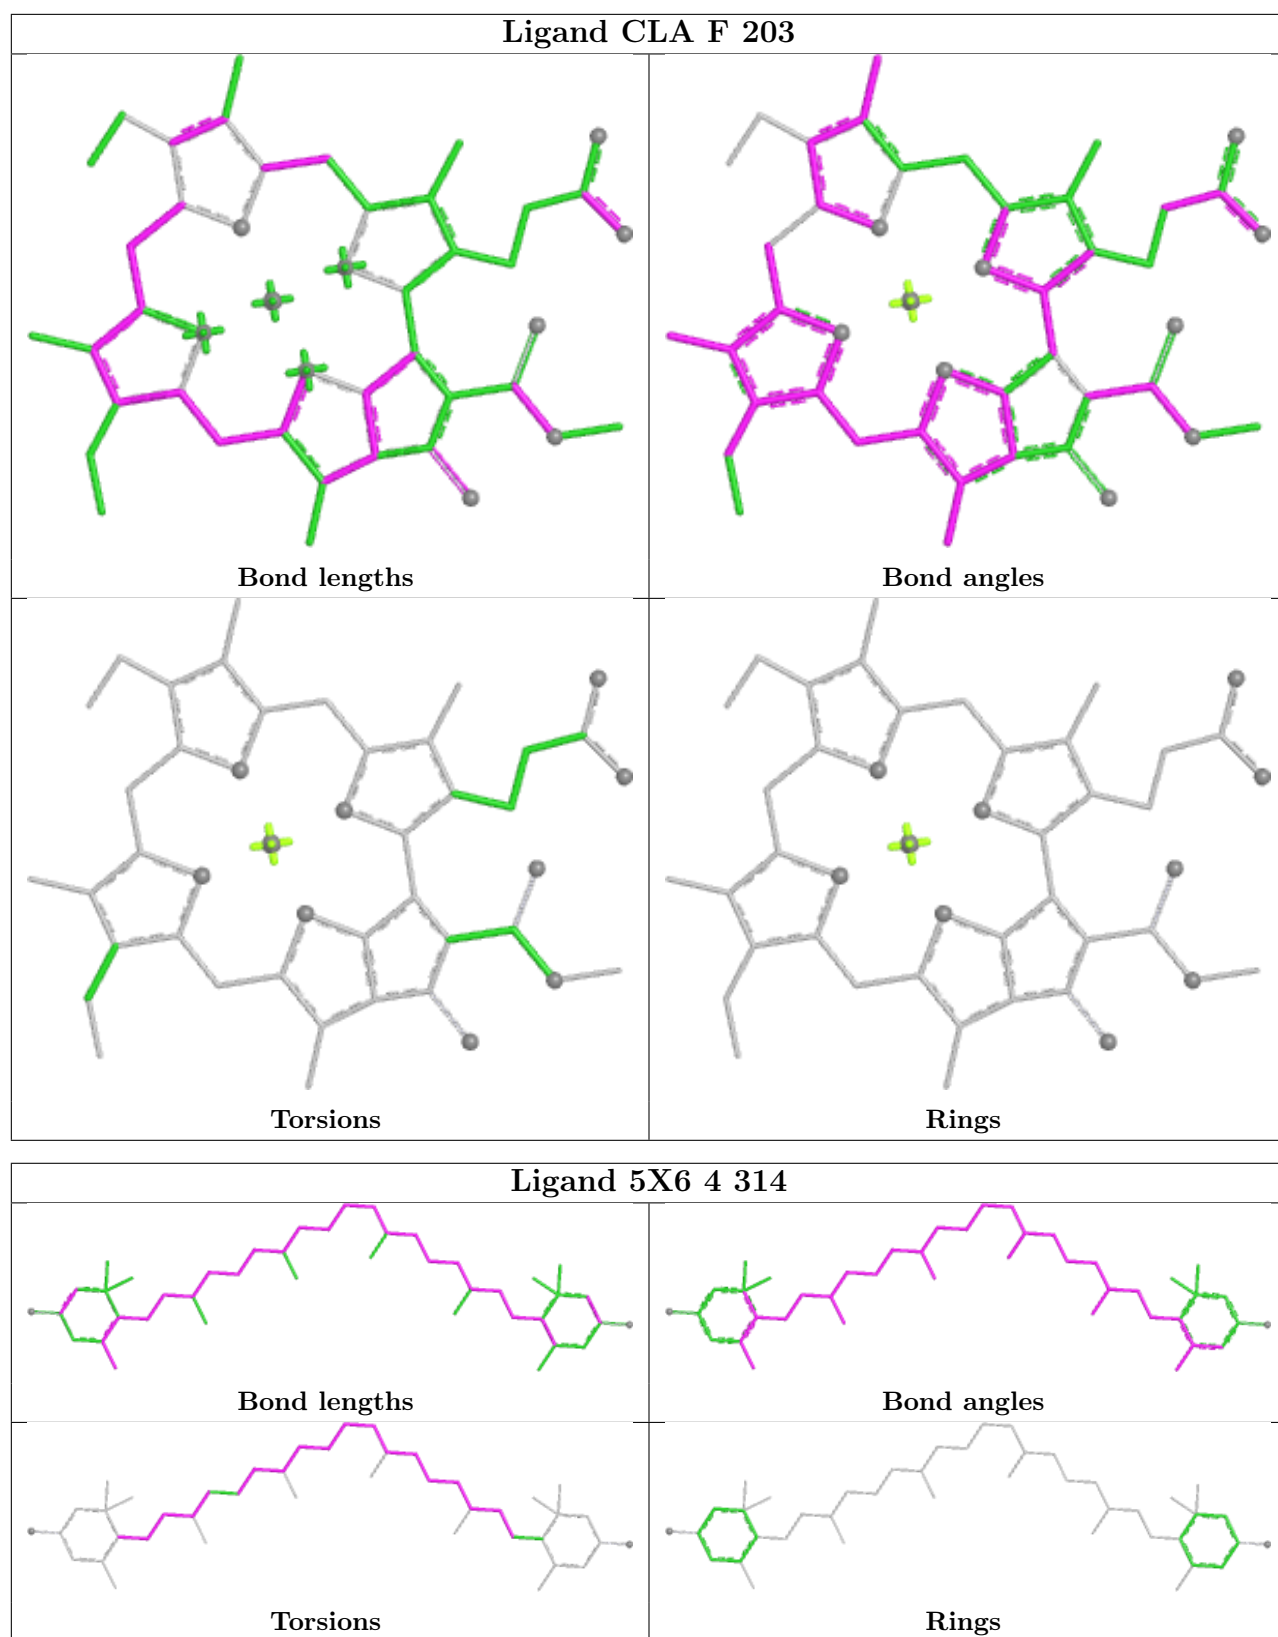 Ligand CLA F 203
Bond lengths
Bond angles
Torsions
Rings
Ligand 5X6 4 314
Bond lengths
Bond angles
Torsions
Rings